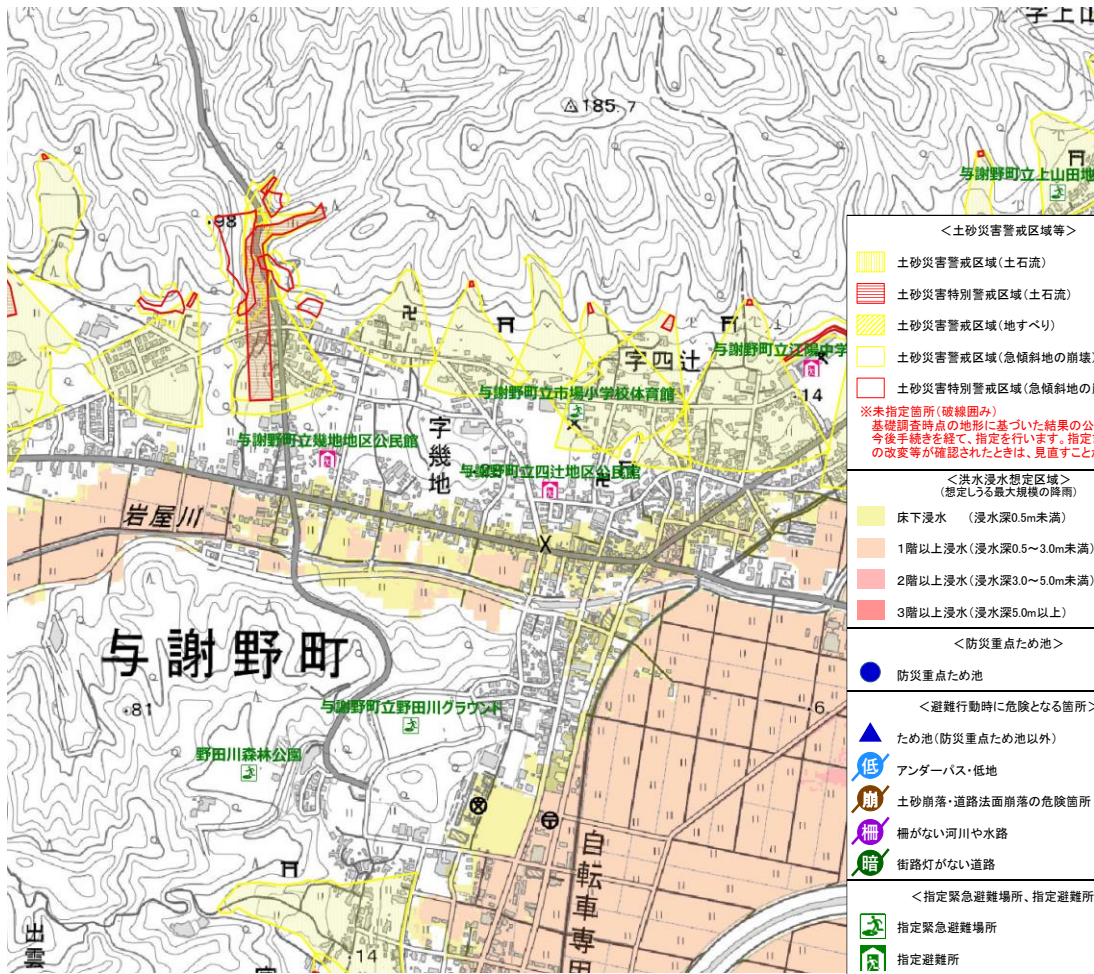 字上山
185.7
与謝野町立上山田地
98
字四辻
与謝野町立江陽中学
14
与謝野町立市場小学校体育館
字幾地
与謝野町立幾地地区公民館
与謝野町立四辻地区公民館
岩屋川
与謝野町
81
6
与謝野町立野田川グラウンド
野田川森林公園
自転車専用
出雲
14
＜土砂災害警戒区域等＞
土砂災害警戒区域(土石流)
土砂災害特別警戒区域(土石流)
土砂災害警戒区域(地すべり)
土砂災害警戒区域(急傾斜地の崩壊)
土砂災害特別警戒区域(急傾斜地の
※未指定箇所(破線囲み)
基礎調査時点の地形に基づいた結果の公
今後手続きを経て、指定を行います。指定
の改変等が確認されたときは、見直すことが
＜洪水浸水想定区域＞
(想定しうる最大規模の降雨)
床下浸水 (浸水深0.5m未満)
1階以上浸水(浸水深0.5～3.0m未満)
2階以上浸水(浸水深3.0～5.0m未満)
3階以上浸水(浸水深5.0m以上)
＜防災重点ため池＞
防災重点ため池
＜避難行動時に危険となる箇所＞
ため池(防災重点ため池以外)
低 アンダーパス・低地
崩 土砂崩落・道路法面崩落の危険箇所
柵 柵がない河川や水路
暗 街路灯がない道路
＜指定緊急避難場所、指定避難所
指定緊急避難場所
指定避難所